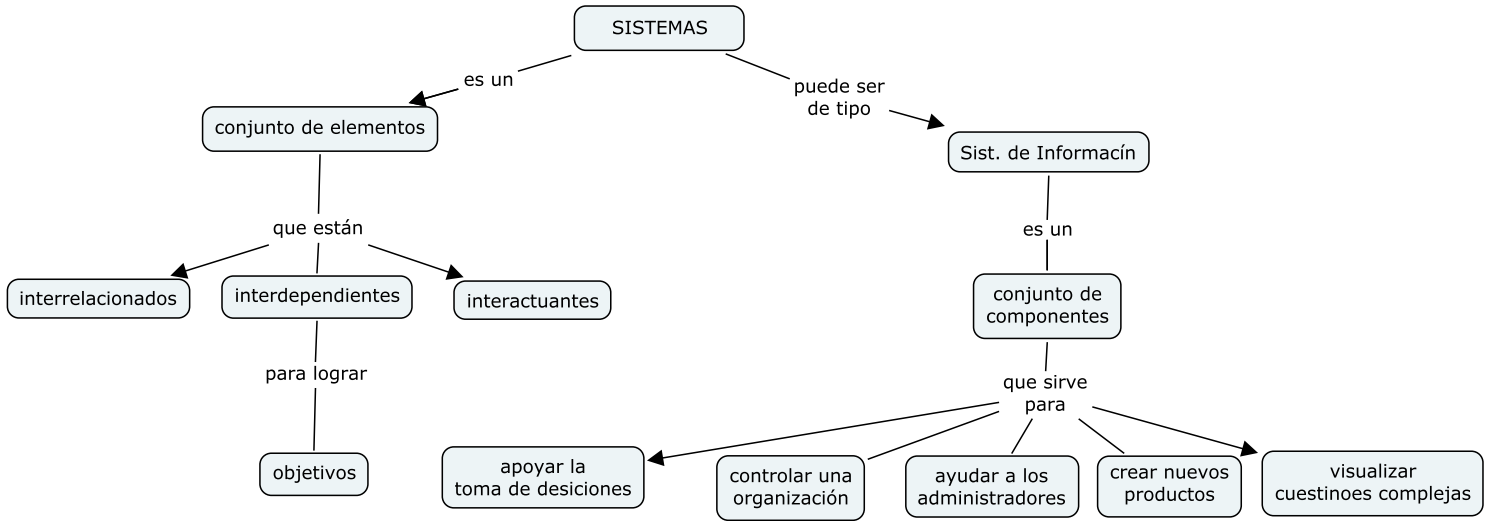 SISTEMAS
es un
puede ser
de tipo
conjunto de elementos
Sist. de Informacín
que están
es un
interrelacionados
interdependientes
interactuantes
conjunto de
componentes
para lograr
que sirve
para
objetivos
apoyar la
toma de desiciones
controlar una
organización
ayudar a los
administradores
crear nuevos
productos
visualizar
cuestinoes complejas